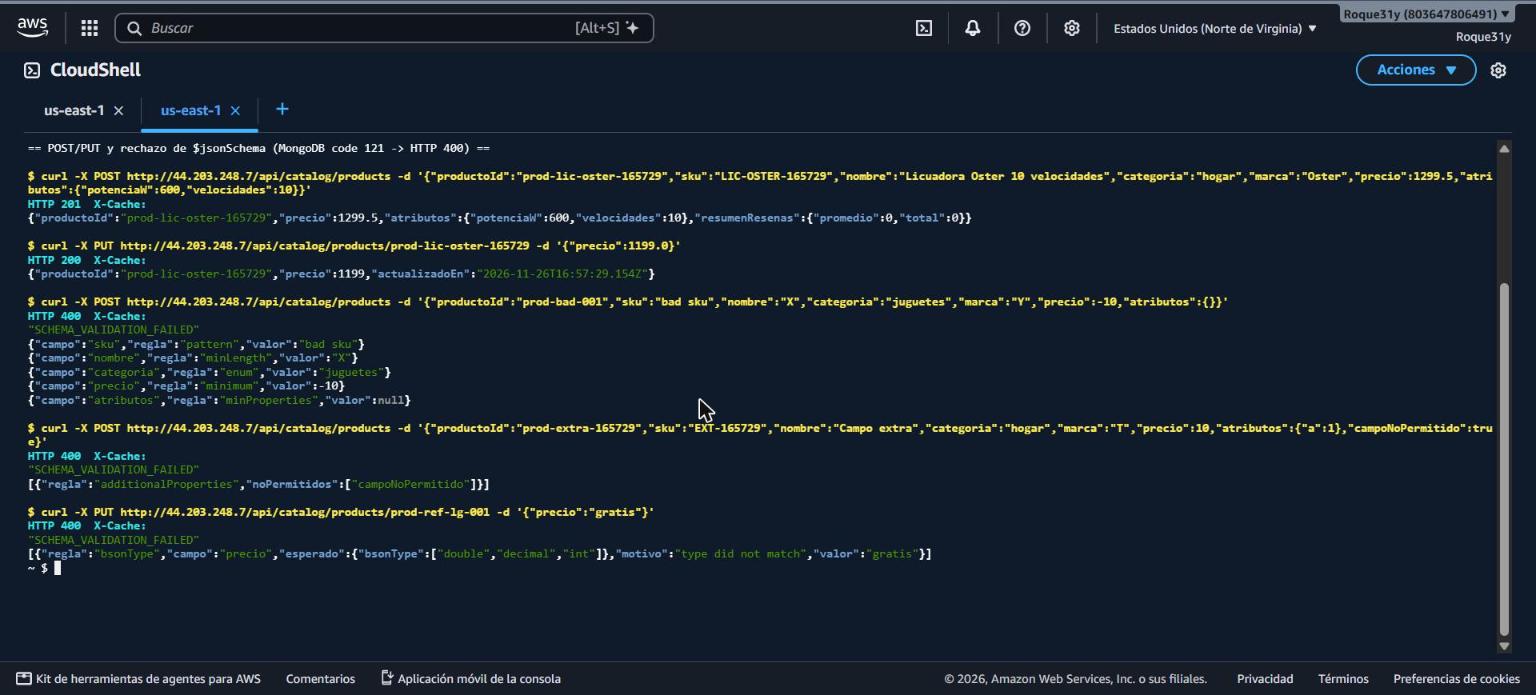 aws
Buscar [Alt+S]
Estados Unidos (Norte de Virginia) ▼
Roque31y (803647806491) ▼
Roque31y
CloudShell
Acciones ▼
us-east-1 ×
us-east-1 ×
+
== POST/PUT y rechazo de $jsonSchema (MongoDB code 121 -> HTTP 400) ==
$ curl -X POST http://44.203.248.7/api/catalog/products -d '{"productoId":"prod-lic-oster-165729","sku":"LIC-OSTER-165729","nombre":"Licuadora Oster 10 velocidades","categoria":"hogar","marca":"Oster","precio":1299.5,"atri
butos":{"potenciaW":600,"velocidades":10}}'
HTTP 201  X-Cache:
{"productoId":"prod-lic-oster-165729","precio":1299.5,"atributos":{"potenciaW":600,"velocidades":10},"resumenResenas":{"promedio":0,"total":0}}
$ curl -X PUT http://44.203.248.7/api/catalog/products/prod-lic-oster-165729 -d '{"precio":1199.0}'
HTTP 200  X-Cache:
{"productoId":"prod-lic-oster-165729","precio":1199,"actualizadoEn":"2026-11-26T16:57:29.154Z"}
$ curl -X POST http://44.203.248.7/api/catalog/products -d '{"productoId":"prod-bad-001","sku":"bad sku","nombre":"X","categoria":"juguetes","marca":"Y","precio":-10,"atributos":{}}'
HTTP 400  X-Cache:
"SCHEMA_VALIDATION_FAILED"
{"campo":"sku","regla":"pattern","valor":"bad sku"}
{"campo":"nombre","regla":"minLength","valor":"X"}
{"campo":"categoria","regla":"enum","valor":"juguetes"}
{"campo":"precio","regla":"minimum","valor":-10}
{"campo":"atributos","regla":"minProperties","valor":null}
$ curl -X POST http://44.203.248.7/api/catalog/products -d '{"productoId":"prod-extra-165729","sku":"EXT-165729","nombre":"Campo extra","categoria":"hogar","marca":"T","precio":10,"atributos":{"a":1},"campoNoPermitido":tru
e}'
HTTP 400  X-Cache:
"SCHEMA_VALIDATION_FAILED"
[{"regla":"additionalProperties","noPermitidos":["campoNoPermitido"]}]
$ curl -X PUT http://44.203.248.7/api/catalog/products/prod-ref-lg-001 -d '{"precio":"gratis"}'
HTTP 400  X-Cache:
"SCHEMA_VALIDATION_FAILED"
[{"regla":"bsonType","campo":"precio","esperado":{"bsonType":["double","decimal","int"]},"motivo":"type did not match","valor":"gratis"}]
~ $
Kit de herramientas de agentes para AWS Comentarios Aplicación móvil de la consola © 2026, Amazon Web Services, Inc. o sus filiales. Privacidad Términos Preferencias de cookies